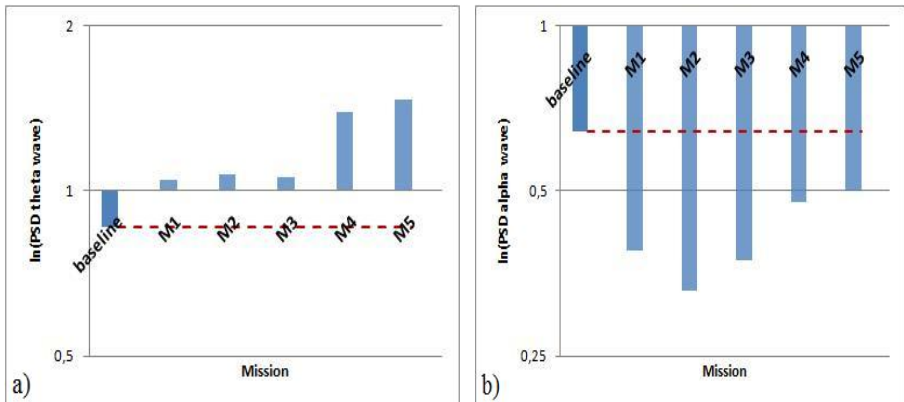 2
1
0,5
ln(PSD theta wave)
baseline
M1
M2
M3
M4
M5
Mission
a)
1
0,5
0,25
ln(PSD alpha wave)
baseline
M1
M2
M3
M4
M5
Mission
b)